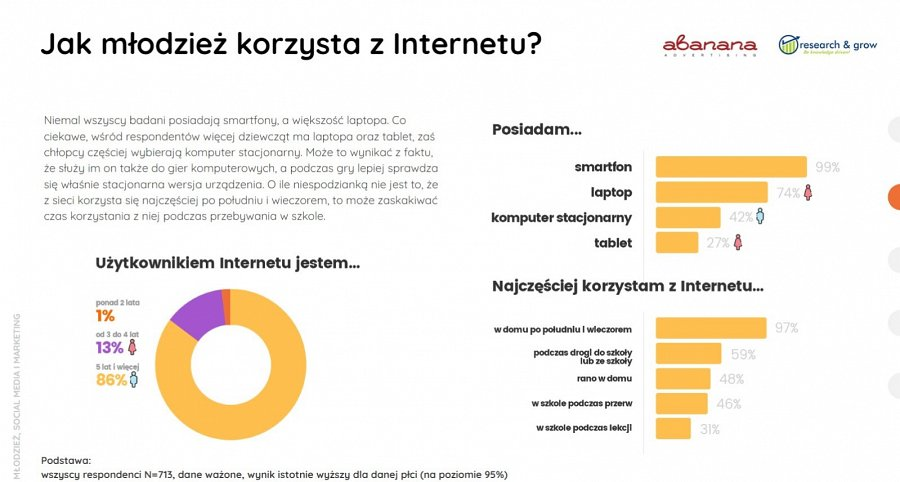 Jak młodzież korzysta z Internetu?
abanana
ADVERTISING
research & grow
Niemal wszyscy badani posiadają smartfony, a większość laptopa. Co
ciekawe, wśród respondentów więcej dziewcząt ma laptopa oraz tablet, zaś
chłopcy częściej wybierają komputer stacjonarny. Może to wynikać z faktu,
że służy im on także do gier komputerowych, a podczas gry lepiej sprawdza
się właśnie stacjonarna wersja urządzenia. O ile niespodzianką nie jest to, że
z sieci korzysta się najczęściej po południu i wieczorem, to może zaskakiwać
czas korzystania z niej podczas przebywania w szkole.
Użytkownikiem Internetu jestem...
ponad 2 lata
1%
od 3 do 4 lat
13%
5 lat i więcej
86%
Posiadam...
smartfon 99%
laptop 74%
komputer stacjonarny 42%
tablet 27%
Najczęściej korzystam z Internetu...
w domu po południu i wieczorem 97%
podczas drogi do szkoły
lub ze szkoły 59%
rano w domu 48%
w szkole podczas przerw 46%
w szkole podczas lekcji 31%
MŁODZIEŻ, SOCIAL MEDIA I MARKETING
Podstawa:
wszyscy respondenci N=713, dane ważone, wynik istotnie wyższy dla danej płci (na poziomie 95%)